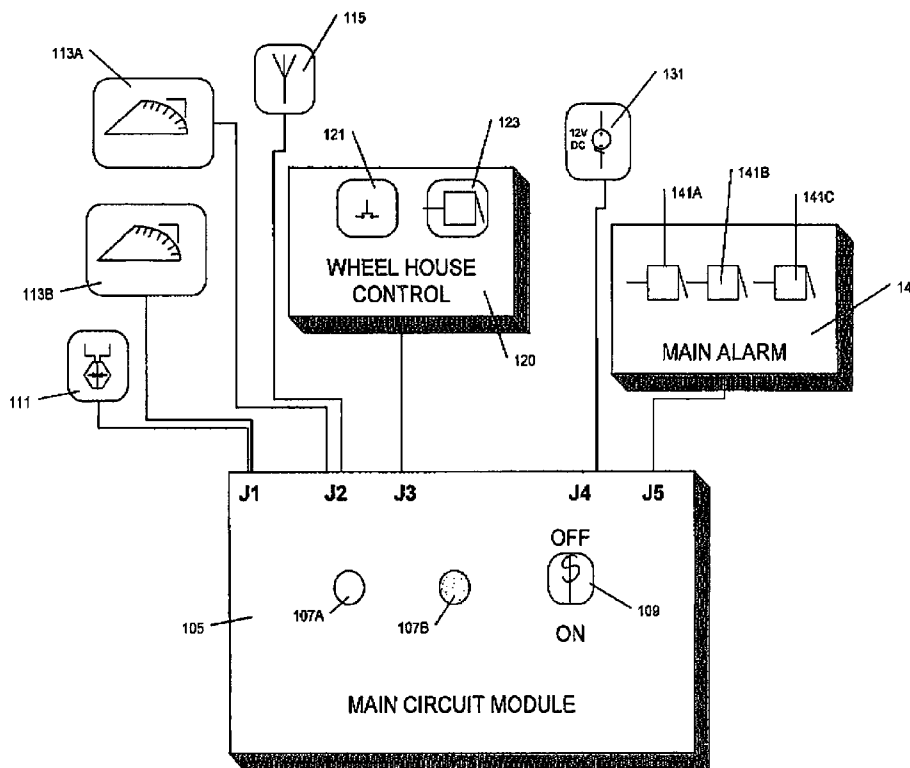 115
113A
131
121
123
12V
DC
141B
141A
141C
WHEEL HOUSE
CONTROL
113B
14
MAIN ALARM
120
111
J1 J2 J3 J4 J5
OFF
105
107A
107B
109
ON
MAIN CIRCUIT MODULE